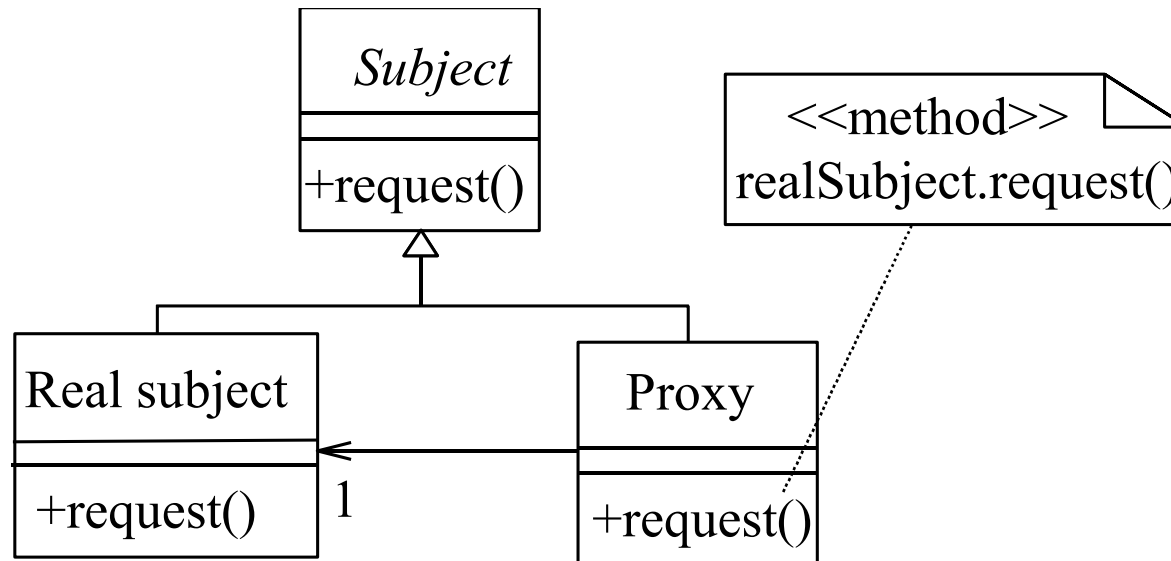 Subject
+request()
<<method>>
realSubject.request()
Real subject
+request()
1
Proxy
+request()